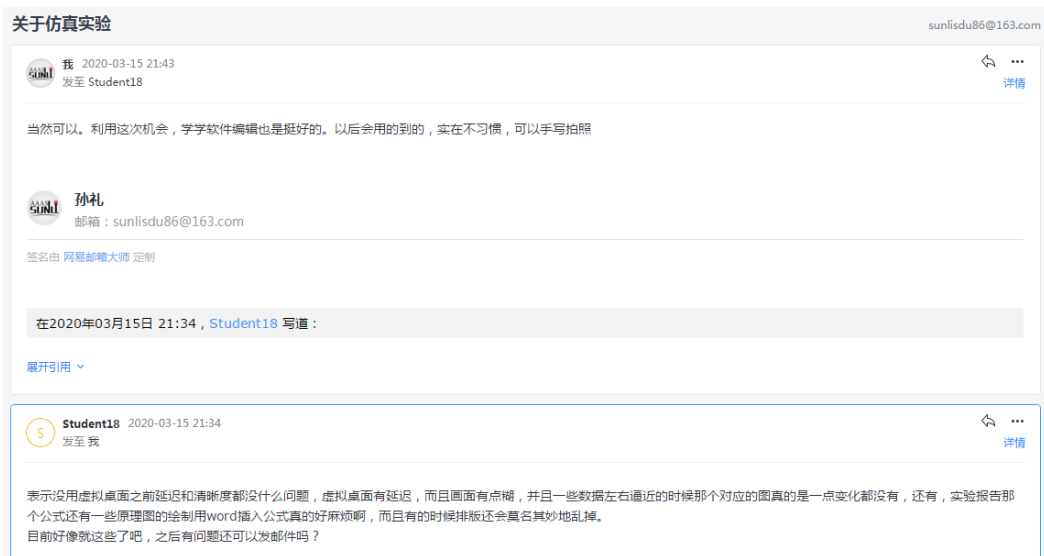 关于仿真实验
sunlisdu86@163.com
我 2020-03-15 21:43
发至 Student18
详情
当然可以。利用这次机会，学学软件编辑也是挺好的。以后会用的到的，实在不习惯，可以手写拍照
孙礼
邮箱：sunlisdu86@163.com
签名由 网易邮箱大师 定制
在2020年03月15日 21:34，Student18 写道：
展开引用
S
Student18 2020-03-15 21:34
发至 我
详情
表示没用虚拟桌面之前延迟和清晰度都没什么问题，虚拟桌面有延迟，而且画面有点糊，并且一些数据左右逼近的时候那个对应的图真的是一点变化都没有，还有，实验报告那
个公式还有一些原理图的绘制用word插入公式真的好麻烦啊，而且有的时候排版还会莫名其妙地乱掉。
目前好像就这些了吧，之后有问题还可以发邮件吗？